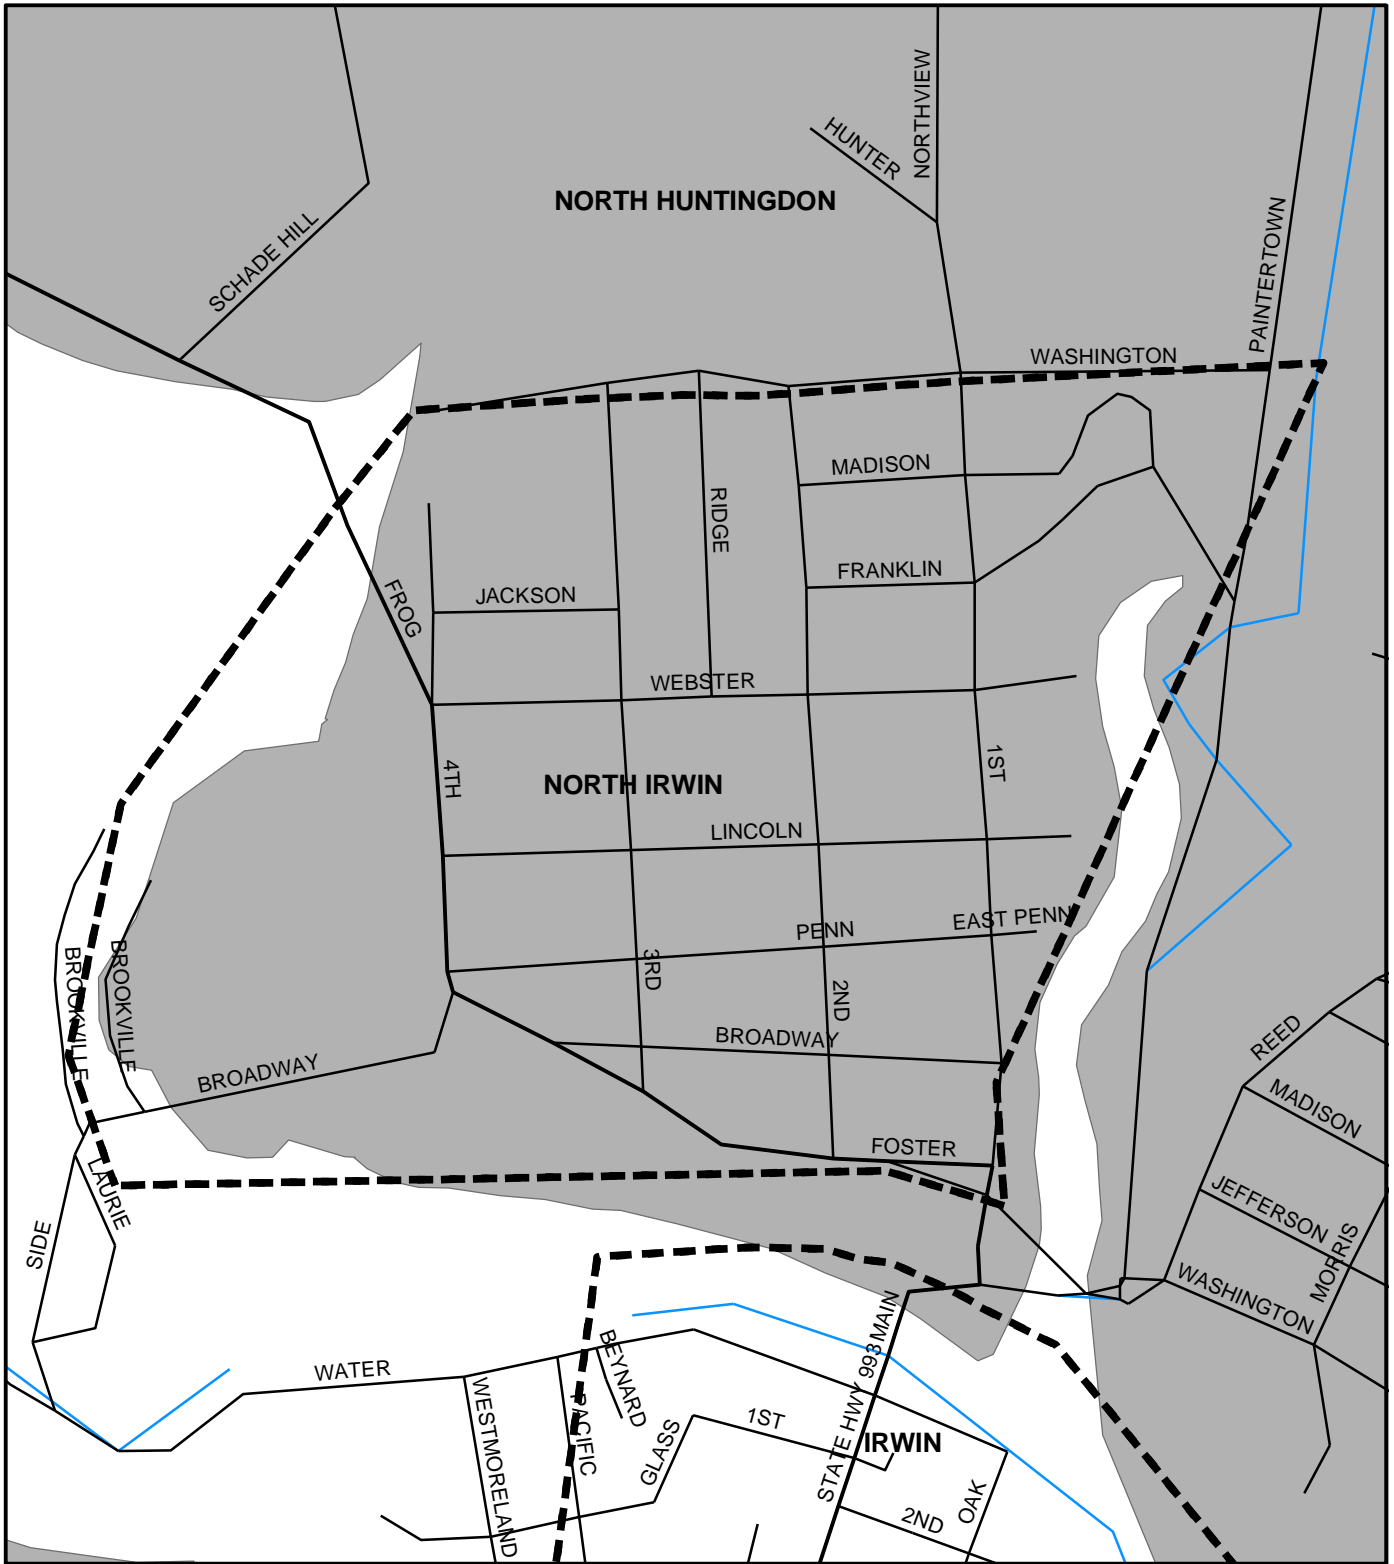 NORTHVIEW
HUNTER
NORTH HUNTINGDON
SCHADE HILL
PAINTERTOWN
WASHINGTON
MADISON
RIDGE
FRANKLIN
JACKSON
FROG
WEBSTER
1ST
4TH
NORTH IRWIN
LINCOLN
PENN
EAST PENN
3RD
2ND
BROOKVILLE
BROOKVILLE
BROADWAY
BROADWAY
REED
MADISON
FOSTER
LAURIE
JEFFERSON
SIDE
MORRIS
WASHINGTON
STATE HWY 993 MAIN
BEYNARD
WATER
WESTMORELAND
PACIFIC
GLASS
1ST
IRWIN
OAK
2ND